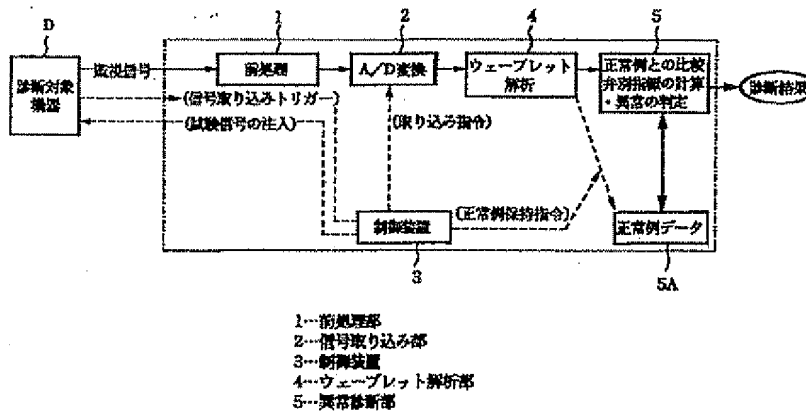 D
1
2
4
5
診断対象
機器
監視信号
前処理
A/D変換
ウェーブレット
解析
正常例との比較
弁別指標の計算
・異常の判定
診断結果
(信号取り込みトリガー)
(試験信号の注入)
(取り込み指令)
制御装置
(正常例保持指令)
正常例データ
3
5A
1…前処理部
2…信号取り込み部
3…制御装置
4…ウェーブレット解析部
5…異常診断部